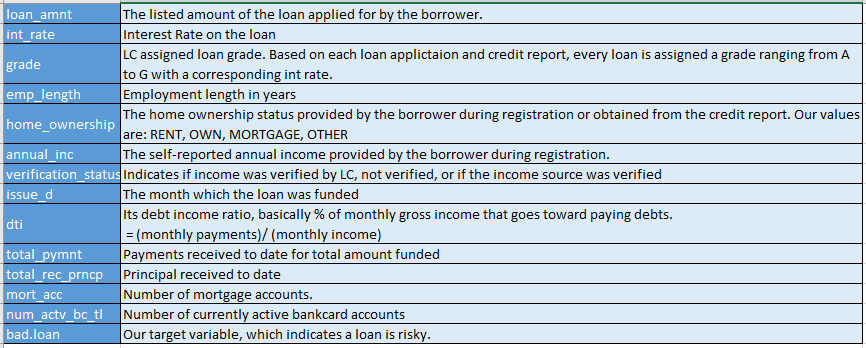 loan_amnt The listed amount of the loan applied for by the borrower.
int_rate Interest Rate on the loan
grade LC assigned loan grade. Based on each loan applictaion and credit report, every loan is assigned a grade ranging from A
to G with a corresponding int rate.
emp_length Employment length in years
home_ownership The home ownership status provided by the borrower during registration or obtained from the credit report. Our values
are: RENT, OWN, MORTGAGE, OTHER
annual_inc The self-reported annual income provided by the borrower during registration.
verification_status Indicates if income was verified by LC, not verified, or if the income source was verified
issue_d The month which the loan was funded
dti Its debt income ratio, basically % of monthly gross income that goes toward paying debts.
= (monthly payments)/ (monthly income)
total_pymnt Payments received to date for total amount funded
total_rec_prncp Principal received to date
mort_acc Number of mortgage accounts.
num_actv_bc_tl Number of currently active bankcard accounts
bad.loan Our target variable, which indicates a loan is risky.